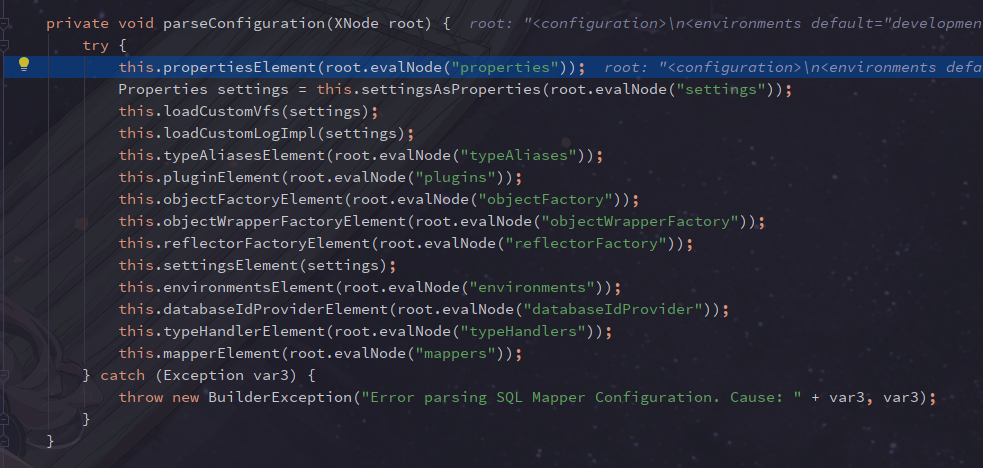 private void parseConfiguration(XNode root) {  root: "<configuration>\n<environments default="developmen
try {
this.propertiesElement(root.evalNode("properties"));  root: "<configuration>\n<environments defa
Properties settings = this.settingsAsProperties(root.evalNode("settings"));
this.loadCustomVfs(settings);
this.loadCustomLogImpl(settings);
this.typeAliasesElement(root.evalNode("typeAliases"));
this.pluginElement(root.evalNode("plugins"));
this.objectFactoryElement(root.evalNode("objectFactory"));
this.objectWrapperFactoryElement(root.evalNode("objectWrapperFactory"));
this.reflectorFactoryElement(root.evalNode("reflectorFactory"));
this.settingsElement(settings);
this.environmentsElement(root.evalNode("environments"));
this.databaseIdProviderElement(root.evalNode("databaseIdProvider"));
this.typeHandlerElement(root.evalNode("typeHandlers"));
this.mapperElement(root.evalNode("mappers"));
} catch (Exception var3) {
throw new BuilderException("Error parsing SQL Mapper Configuration. Cause: " + var3, var3);
}
}